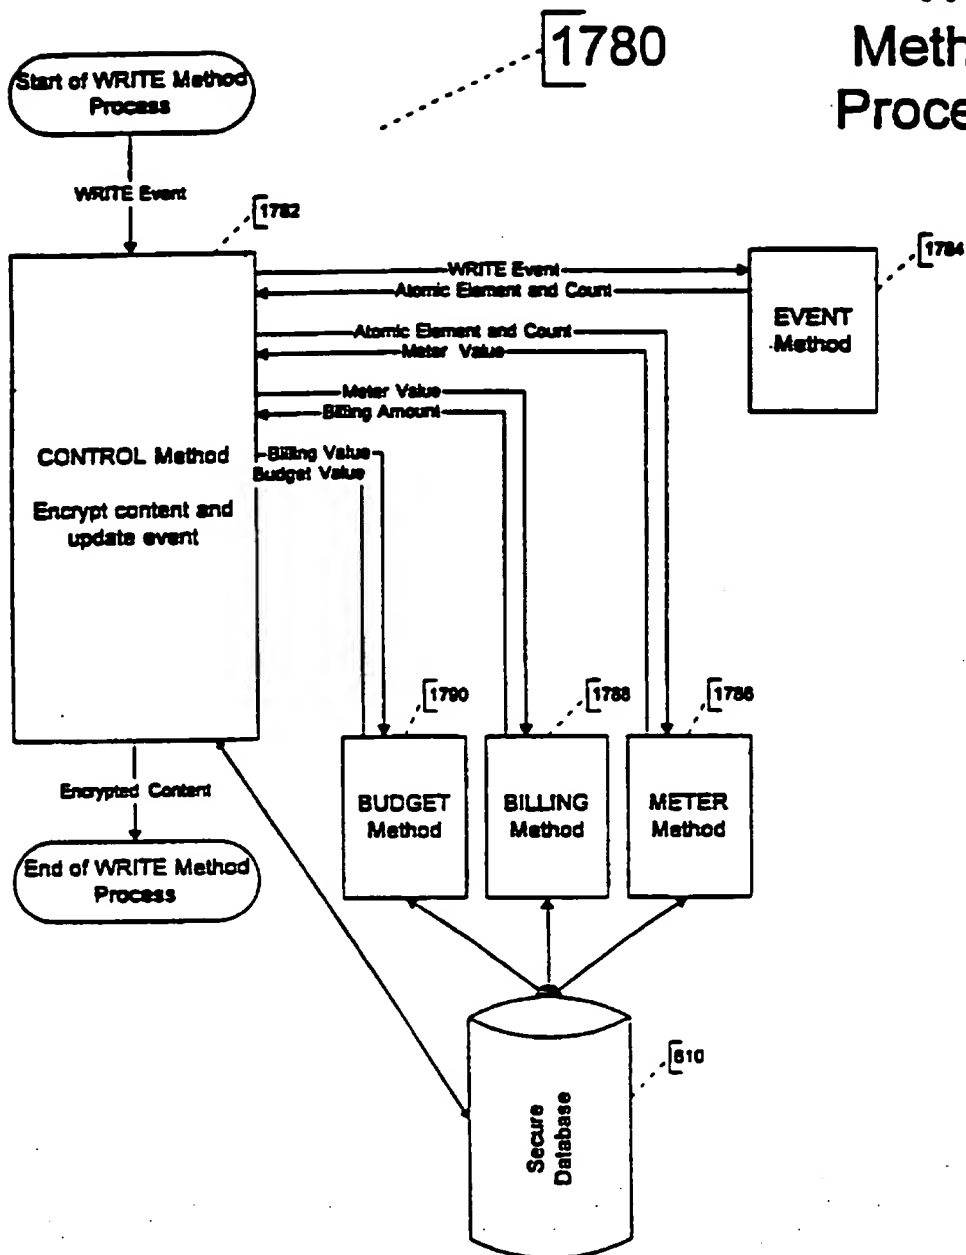 1780
Start of WRITE Method
Process
WRITE Event
1782
WRITE Event
Atomic Element and Count
1784
EVENT
Method
Atomic Element and Count
Meter Value
Meter Value
Billing Amount
CONTROL Method
Encrypt content and
update event
Billing Value
Budget Value
1790
1788
1786
BUDGET
Method
BILLING
Method
METER
Method
Encrypted Content
End of WRITE Method
Process
610
Secure
Database